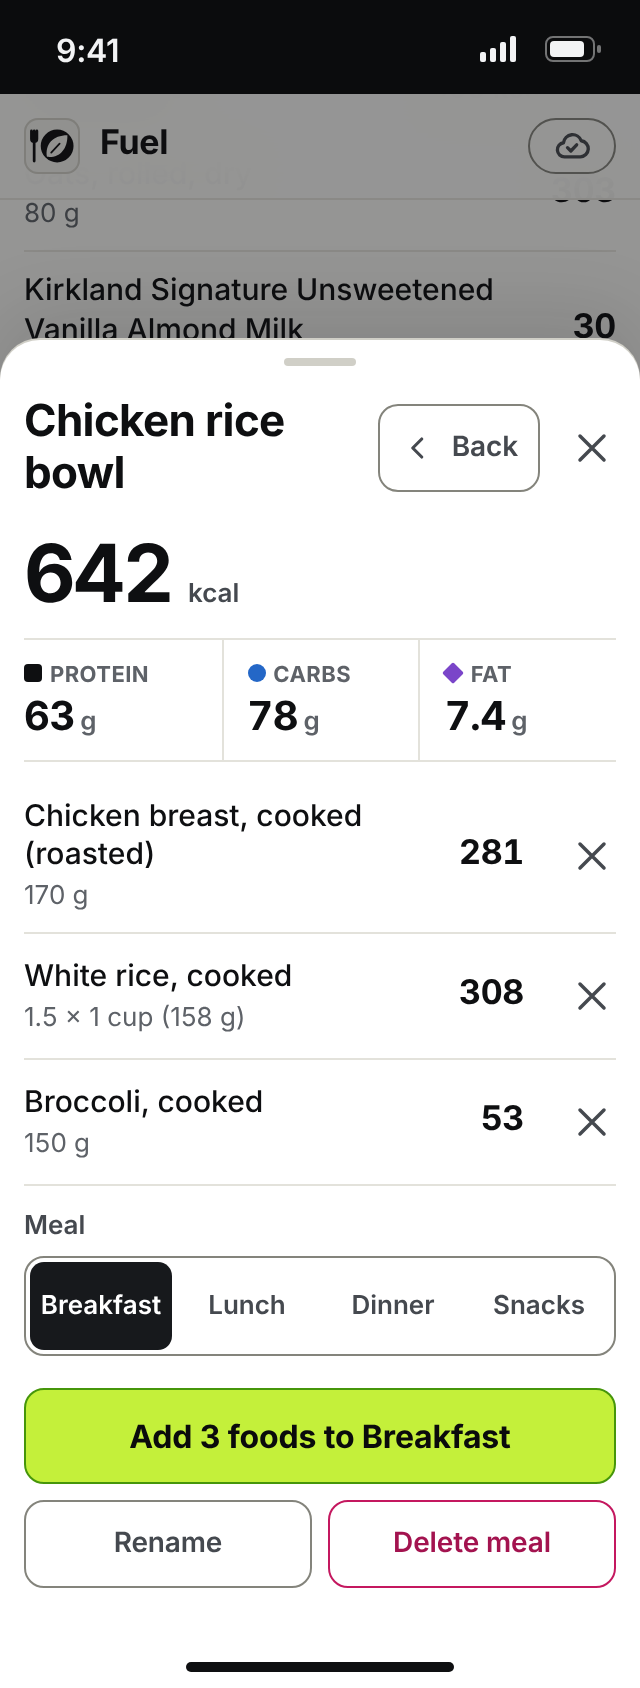 9:41
Fuel
303
80 g
Kirkland Signature Unsweetened
Vanilla Almond Milk
30
Chicken rice
bowl
Back
642 kcal
PROTEIN
63 g
CARBS
78 g
FAT
7.4 g
Chicken breast, cooked
(roasted)
170 g
281
White rice, cooked
1.5 × 1 cup (158 g)
308
Broccoli, cooked
150 g
53
Meal
Breakfast Lunch Dinner Snacks
Add 3 foods to Breakfast
Rename Delete meal